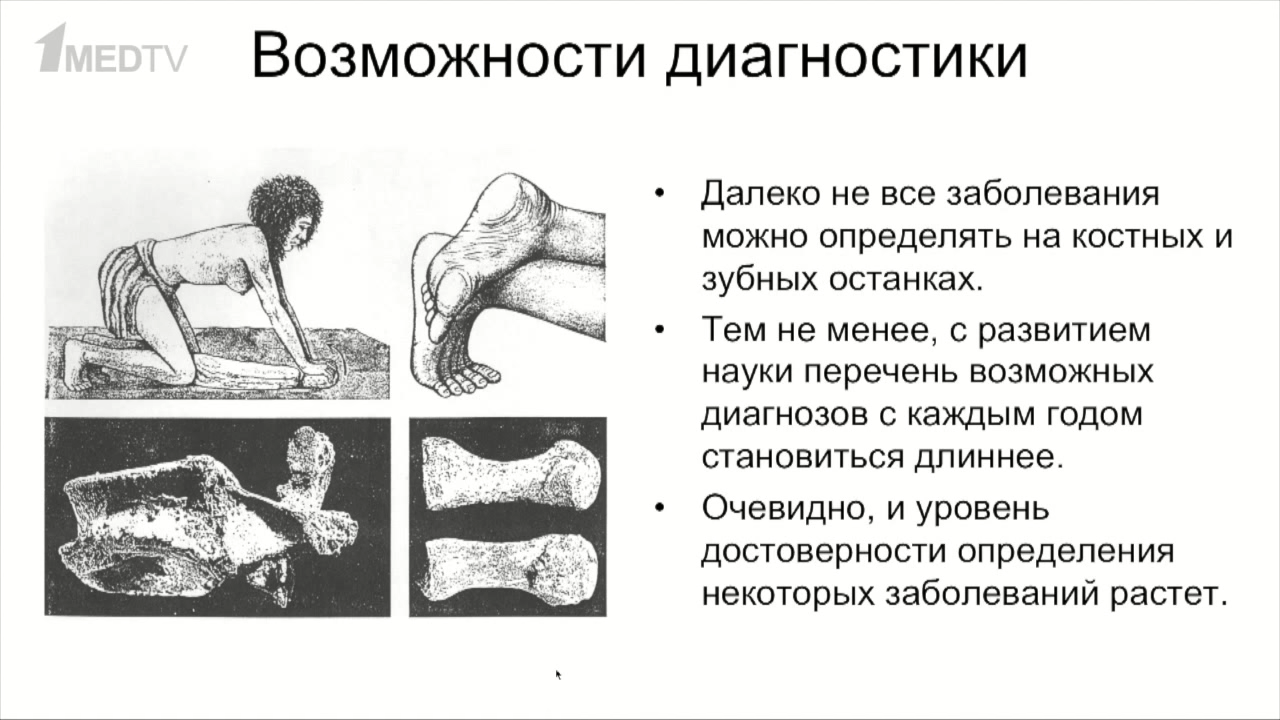 1MEDTV
Возможности диагностики
• Далеко не все заболевания
можно определять на костных и
зубных останках.
• Тем не менее, с развитием
науки перечень возможных
диагнозов с каждым годом
становиться длиннее.
• Очевидно, и уровень
достоверности определения
некоторых заболеваний растет.